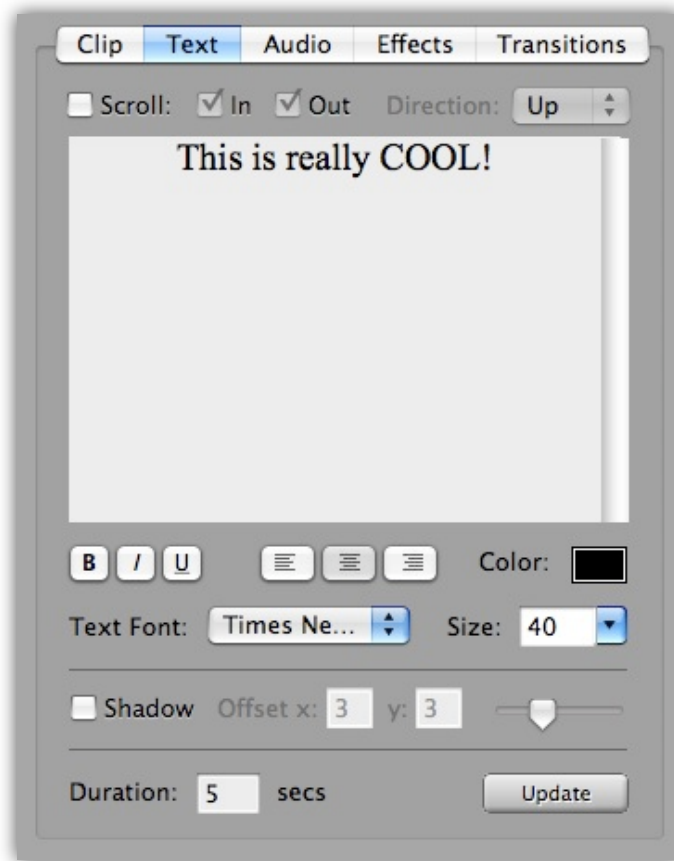 Clip Text Audio Effects Transitions
Scroll: In Out Direction: Up
This is really COOL!
B I U Color:
Text Font: Times Ne... Size: 40
Shadow Offset x: 3 y: 3
Duration: 5 secs Update